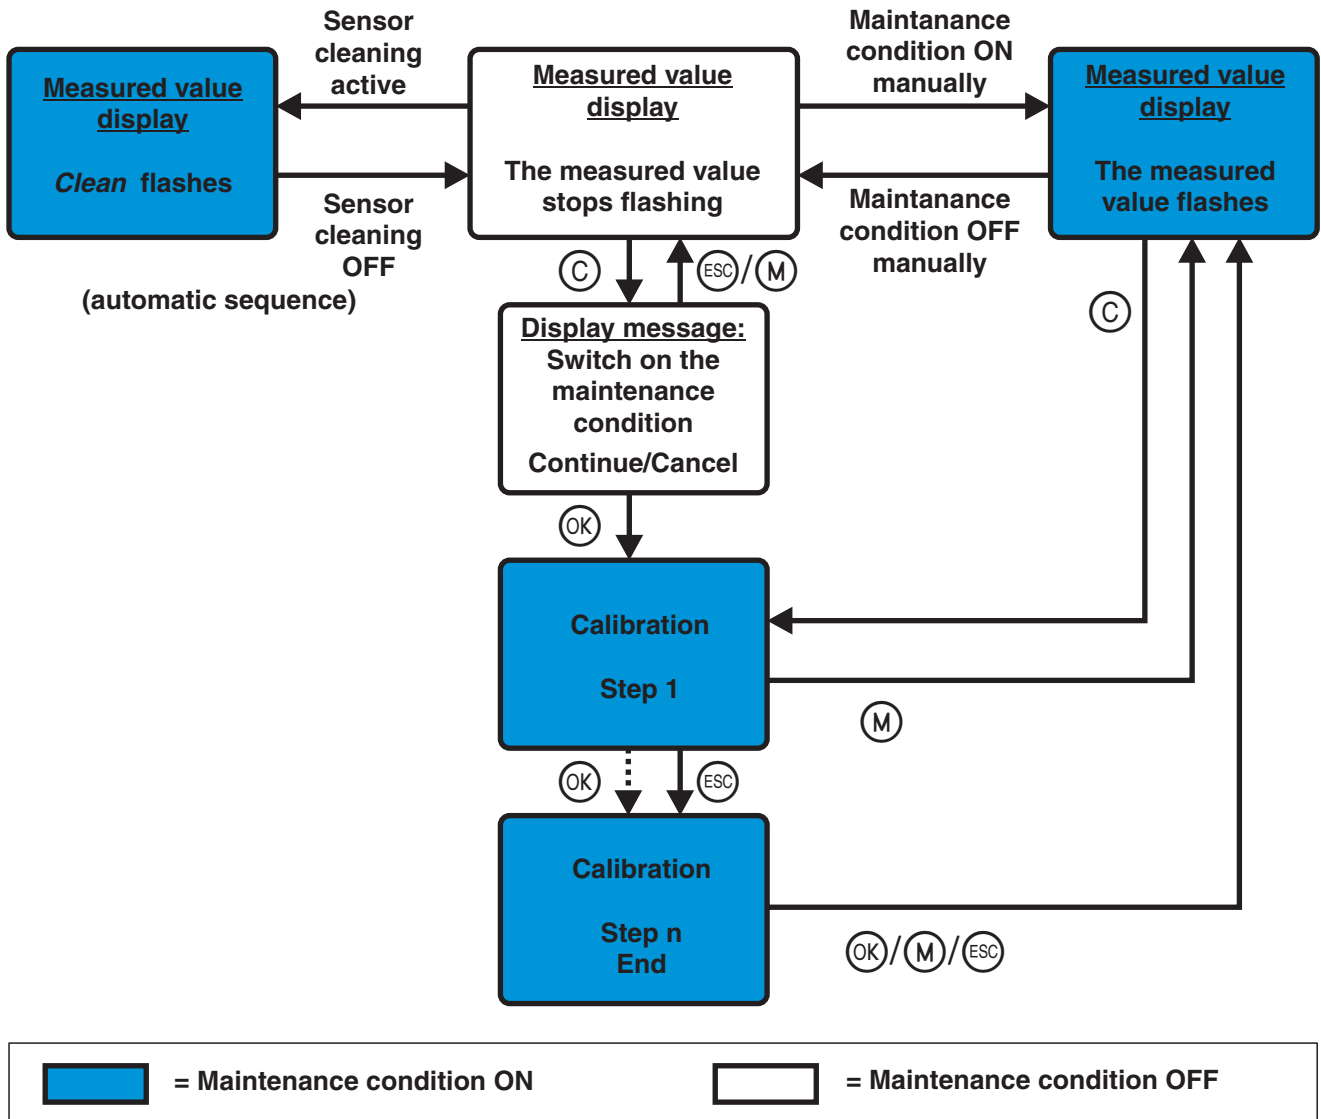 Sensor
cleaning
active
Maintanance
condition ON
manually
Measured value
display
Clean flashes
Measured value
display
The measured value
stops flashing
Measured value
display
The measured
value flashes
Sensor
cleaning
OFF
(automatic sequence)
Maintanance
condition OFF
manually
C
ESC/M
C
Display message:
Switch on the
maintenance
condition
Continue/Cancel
OK
Calibration
Step 1
M
OK
ESC
Calibration
Step n
End
OK/M/ESC
= Maintenance condition ON
= Maintenance condition OFF